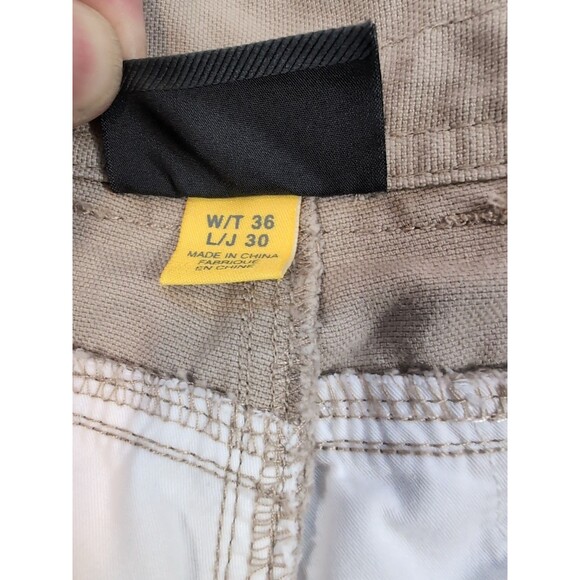 W/T 36
L/J 30
MADE IN CHINA
FABRIQUÉ
EN CHINE